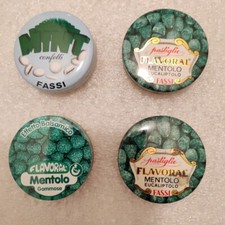 MINT
confetti
FASSI
pastiglie
FLAVORAL
MENTOLO
EUCALIPTOLO
FASSI
Effetto Balsamico
FLAVORAL
Mentolo
Gommose
pastiglie
FLAVORAL
MENTOLO
EUCALIPTOLO
FASSI